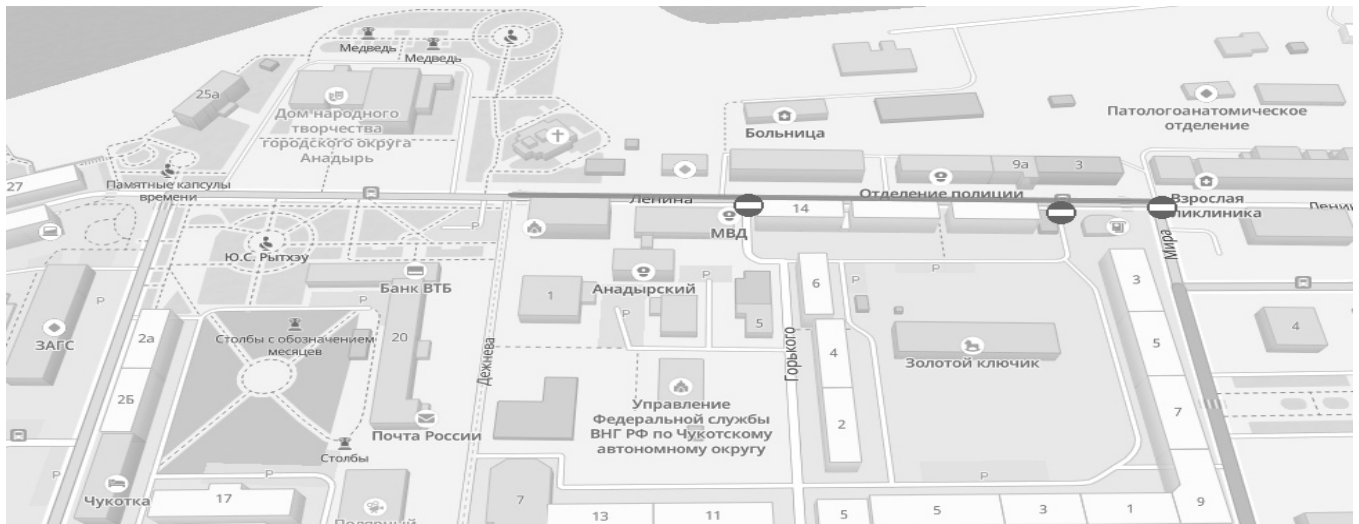 Медведь
Медведь
25а
Дом народного
творчества
городского округа
Анадырь
Больница
Патологоанатомическое
отделение
27
Памятные капсулы
времени
9а
3
Отделение полиции
Ленина
14
МВД
Взрослая
Ю.С. Рытхэу
Банк ВТБ
P
Анадырский
P
P
P
6
3
Мира
1
P
5
P
ЗАГС
2а
Столбы с обозначением
месяцев
20
Дежнева
Горького
4
Золотой ключик
5
4
2Б
Почта России
Столбы
Управление
Федеральной службы
ВНГ РФ по Чукотскому
автономному округу
2
7
P
P
P
Чукотка
17
7
13
11
5
5
3
1
9